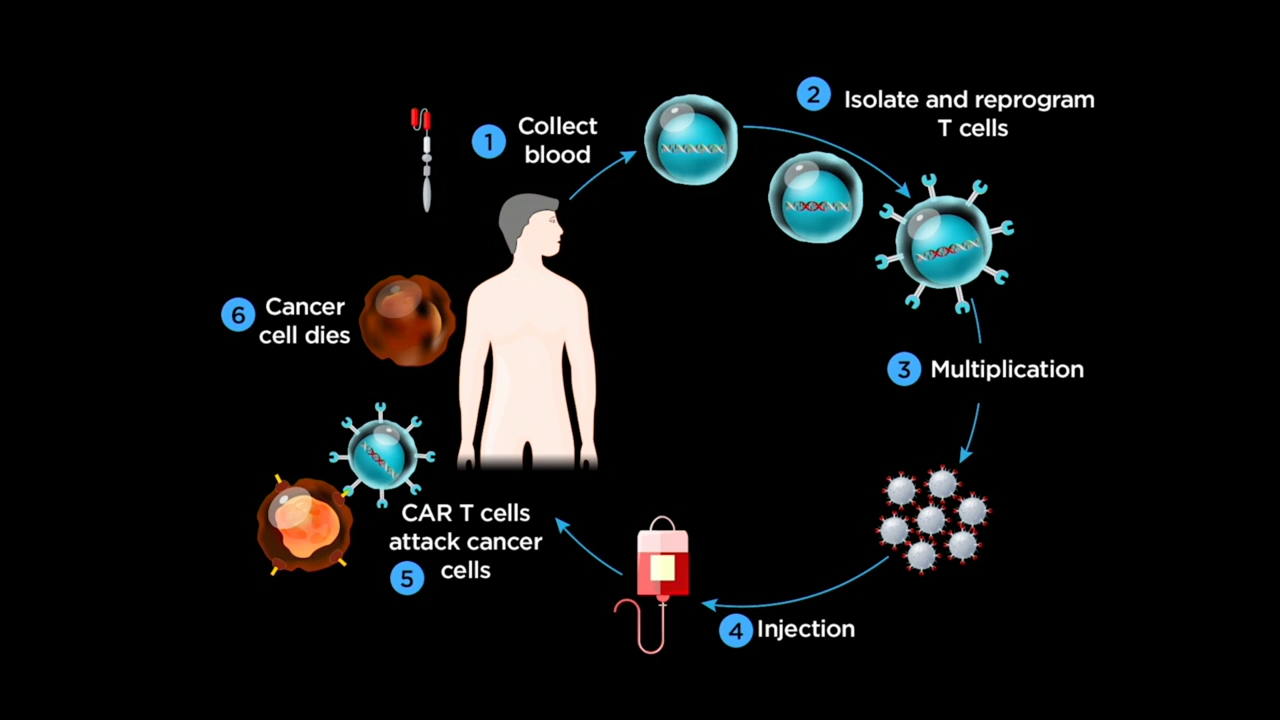 1
Collect
blood
2
Isolate and reprogram
T cells
3
Multiplication
4
Injection
CAR T cells
attack cancer
5 cells
6
Cancer
cell dies